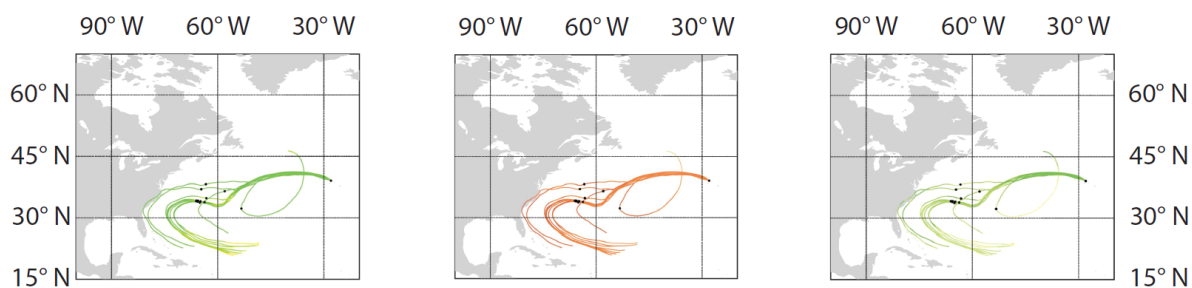 90° W 60° W 30° W 90° W 60° W 30° W 90° W 60° W 30° W
60° N 60° N
45° N 45° N
30° N 30° N
15° N 15° N